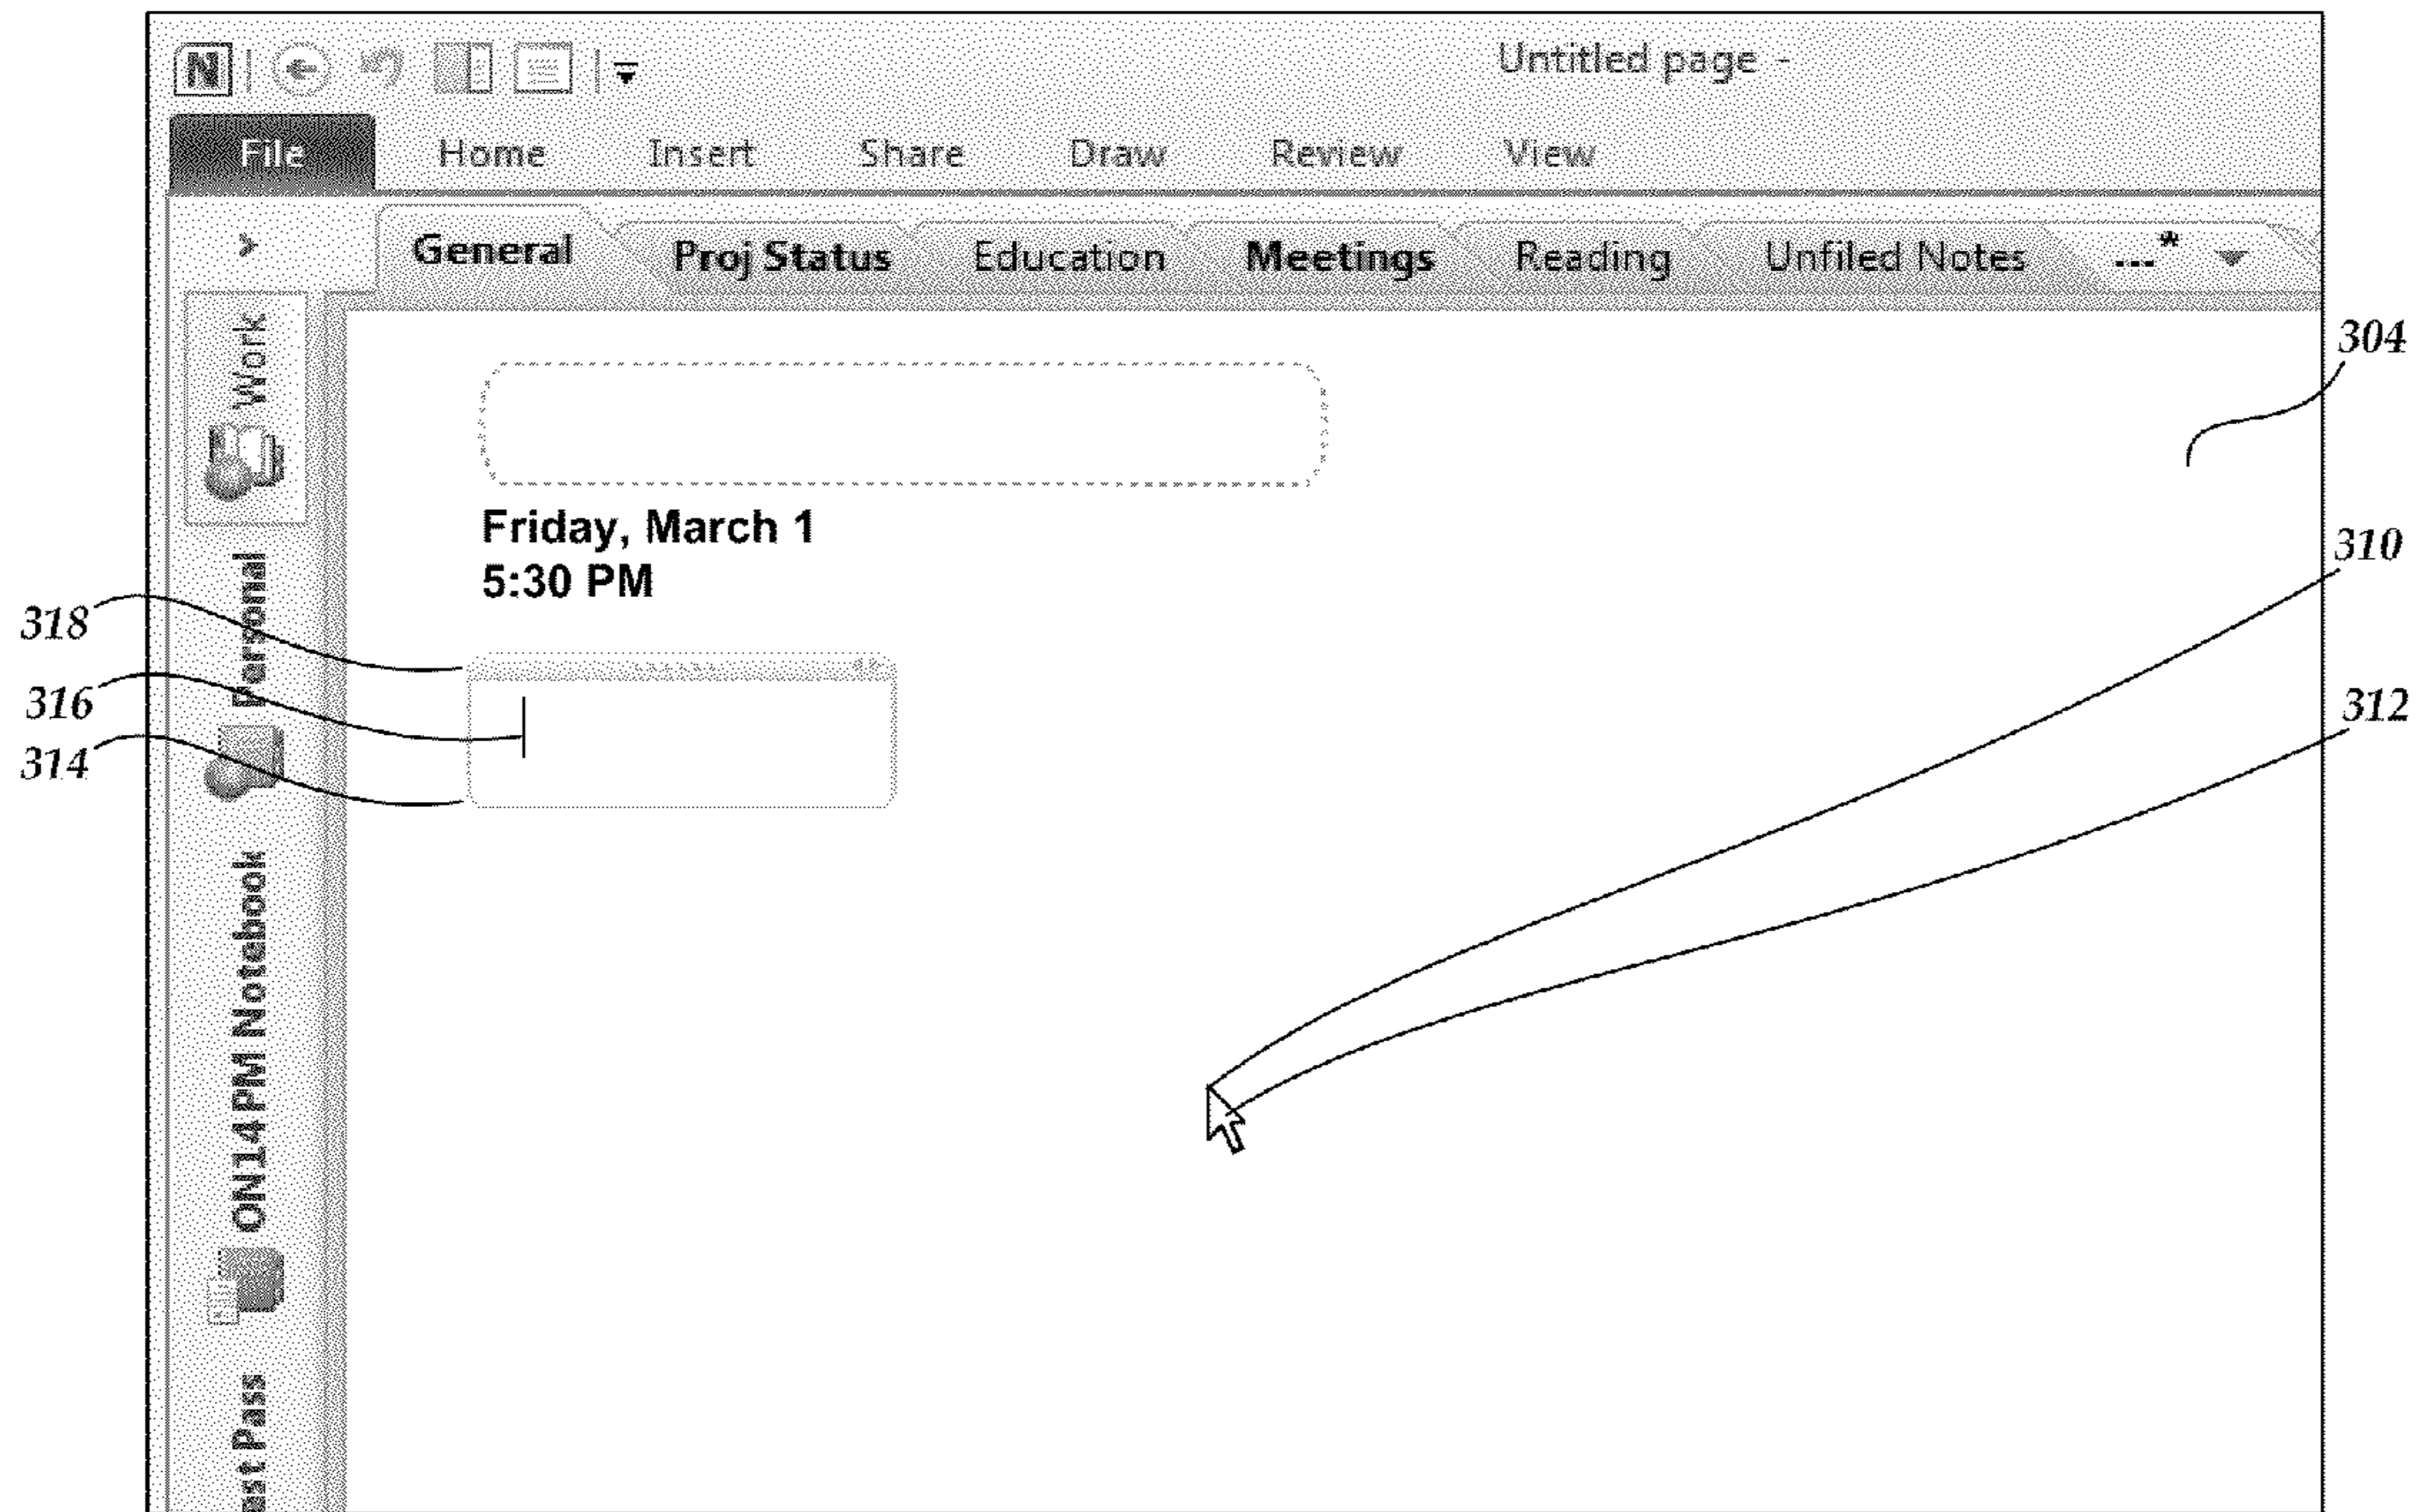 N
Untitled page -
File Home Insert Share Draw Review View
General Proj Status Education Meetings Reading Unfiled Notes ...*
Work
Personal
ON14 PM Notebook
Friday, March 1
5:30 PM
304
310
312
318
316
314